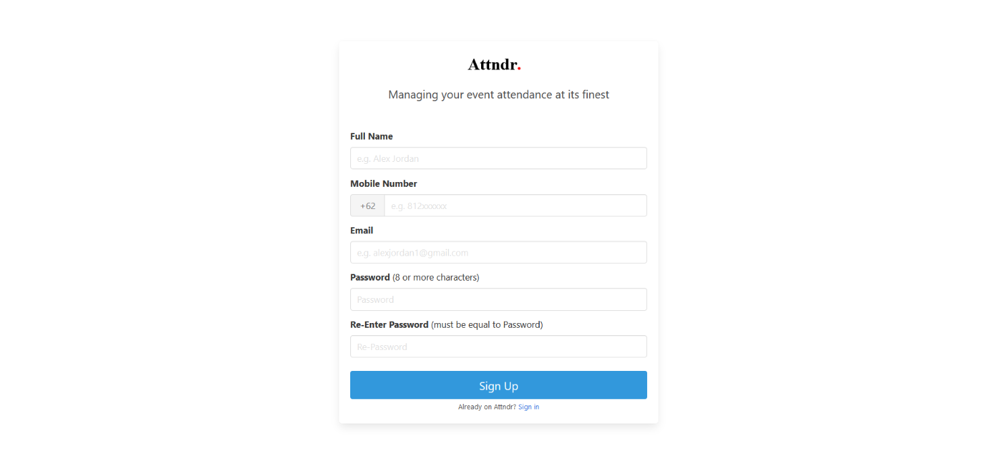 Attndr.
Managing your event attendance at its finest
Full Name
e.g. Alex Jordan
Mobile Number
+62 e.g. 812xxxxxx
Email
e.g. alexjordan1@gmail.com
Password (8 or more characters)
Password
Re-Enter Password (must be equal to Password)
Re-Password
Sign Up
Already on Attndr? Sign in